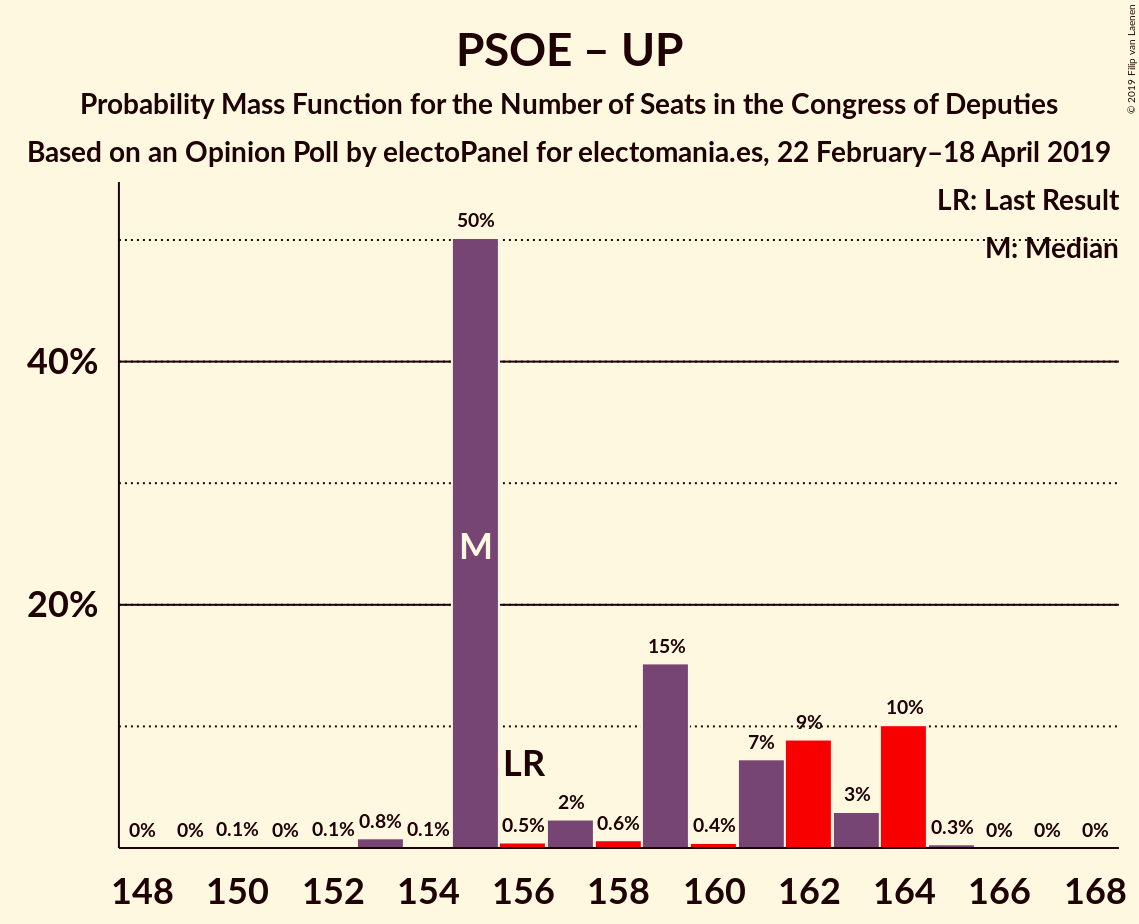 PSOE – UP
Probability Mass Function for the Number of Seats in the Congress of Deputies
Based on an Opinion Poll by electoPanel for electomania.es, 22 February–18 April 2019
© 2019 Filip van Laenen
LR: Last Result
M: Median
50%
40%
M
20%
15%
10%
9%
LR
7%
3%
2%
0% 0% 0.1% 0% 0.1% 0.8% 0.1% 0.5% 0.6% 0.4% 0.3% 0% 0% 0%
148 150 152 154 156 158 160 162 164 166 168